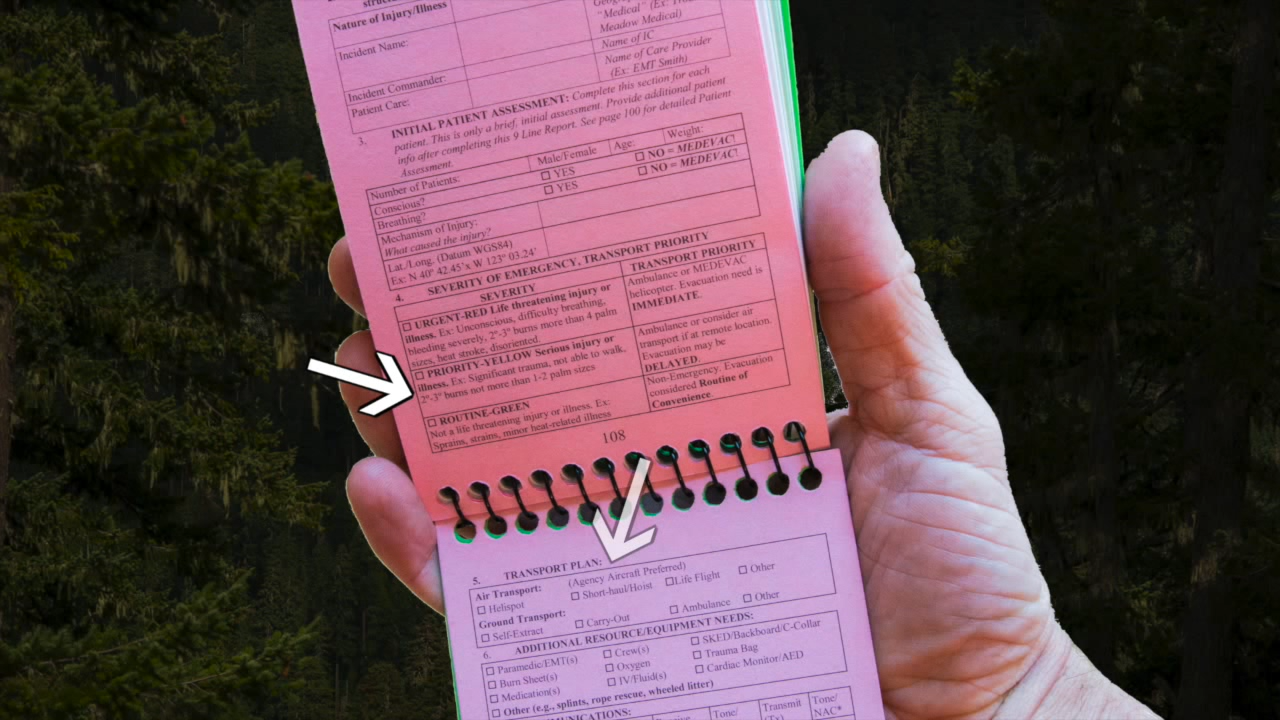 Nature of Injury/Illness
"Medical" (Ex:
Meadow Medical)
Incident Name:
Name of IC
Incident Commander:
Name of Care Provider
(Ex: EMT Smith)
Patient Care:
3. INITIAL PATIENT ASSESSMENT: Complete this section for each
patient. This is only a brief, initial assessment. Provide additional patient
info after completing this 9 Line Report. See page 100 for detailed Patient
Assessment.
Number of Patients: Male/Female Age: Weight:
Conscious? ☐ YES ☐ NO = MEDEVAC!
Breathing? ☐ YES ☐ NO = MEDEVAC!
Mechanism of Injury:
What caused the injury?
Lat./Long. (Datum WGS84)
Ex: N 40° 42.45'x W 123° 03.24'
4. SEVERITY OF EMERGENCY, TRANSPORT PRIORITY
SEVERITY TRANSPORT PRIORITY
☐ URGENT-RED Life threatening injury or
illness. Ex: Unconscious, difficulty breathing,
bleeding severely, 2°-3° burns more than 4 palm
sizes, heat stroke, disoriented.
Ambulance or MEDEVAC
helicopter. Evacuation need is
IMMEDIATE.
☐ PRIORITY-YELLOW Serious injury or
illness. Ex: Significant trauma, not able to walk,
2°-3° burns not more than 1-2 palm sizes
Ambulance or consider air
transport if at remote location.
Evacuation may be
DELAYED.
☐ ROUTINE-GREEN
Not a life threatening injury or illness. Ex:
Sprains, strains, minor heat-related illness
Non-Emergency. Evacuation
considered Routine of
Convenience.
108
5. TRANSPORT PLAN:
Air Transport: (Agency Aircraft Preferred)
☐ Helispot ☐ Short-haul/Hoist ☐ Life Flight ☐ Other
Ground Transport:
☐ Self-Extract ☐ Carry-Out ☐ Ambulance ☐ Other
6. ADDITIONAL RESOURCE/EQUIPMENT NEEDS:
☐ Paramedic/EMT(s) ☐ Crew(s) ☐ SKED/Backboard/C-Collar
☐ Burn Sheet(s) ☐ Oxygen ☐ Trauma Bag
☐ Medication(s) ☐ IV/Fluid(s) ☐ Cardiac Monitor/AED
☐ Other (e.g., splints, rope rescue, wheeled litter)
Tone/ Transmit Tone/
(Tx) NAC*